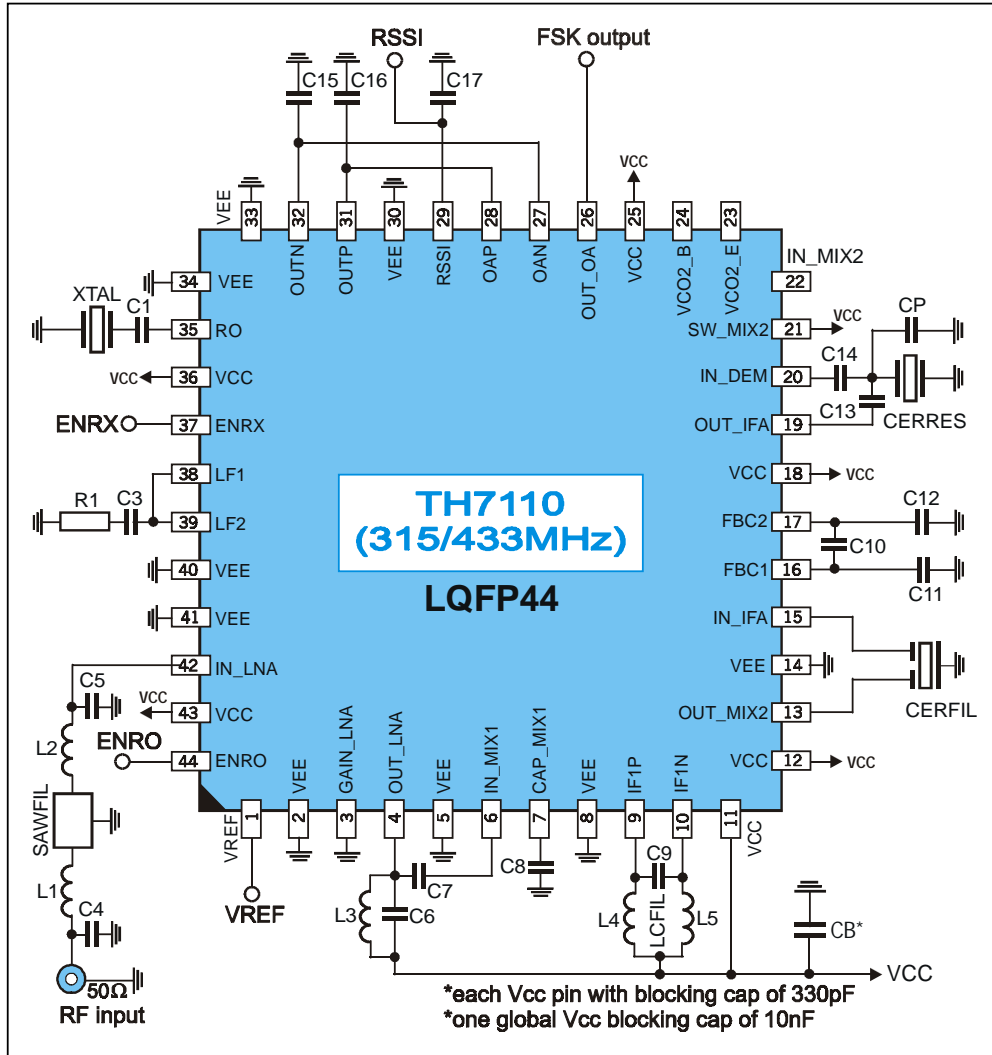 RSSI
FSK output
C15
C16
C17
VCC
VEE
33
32
31
30
29
28
27
26
25
24
23
OUTN
OUTP
VEE
RSSI
OAP
OAN
OUT_OA
VCC
VCO2_B
VCO2_E
IN_MIX2
22
34
VEE
XTAL
C1
35
RO
VCC
36
VCC
ENRX
37
ENRX
38
LF1
R1
C3
39
LF2
40
VEE
41
VEE
42
IN_LNA
C5
VCC
43
VCC
L2
ENRO
44
ENRO
SAWFIL
L1
C4
50Ω
RF input
SW_MIX2
21
VCC
CP
IN_DEM
20
C14
C13
CERRES
OUT_IFA
19
VCC
18
VCC
FBC2
17
C12
C10
FBC1
16
C11
IN_IFA
15
VEE
14
OUT_MIX2
13
CERFIL
VCC
12
VCC
TH7110
(315/433MHz)
LQFP44
VEE
GAIN_LNA
OUT_LNA
VEE
IN_MIX1
CAP_MIX1
VEE
IF1P
IF1N
VREF
1
2
3
4
5
6
7
8
9
10
11
VCC
VREF
L3
C6
C7
C8
C9
L4
LCFIL
L5
CB*
VCC
*each Vcc pin with blocking cap of 330pF
*one global Vcc blocking cap of 10nF